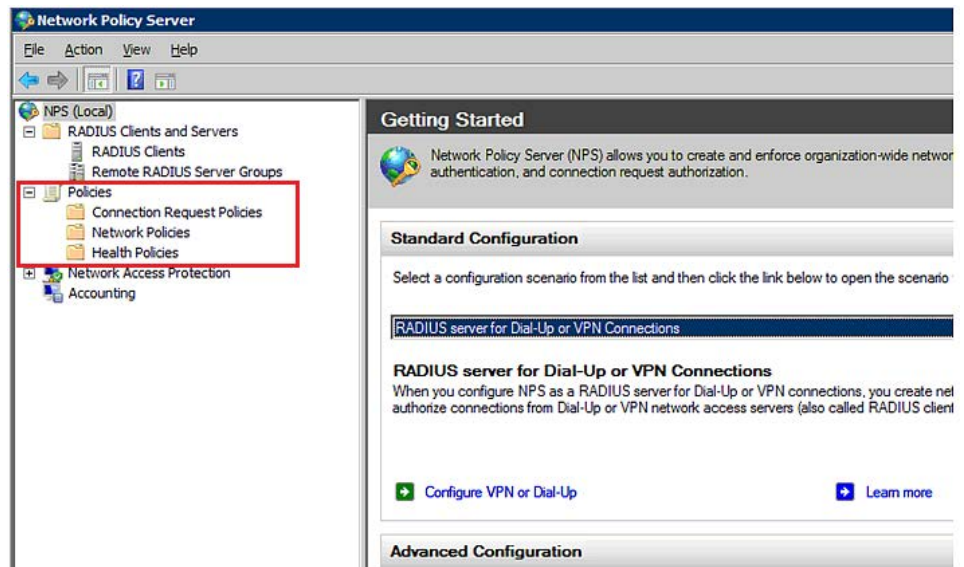 Network Policy Server
File Action View Help
NPS (Local)
RADIUS Clients and Servers
RADIUS Clients
Remote RADIUS Server Groups
Policies
Connection Request Policies
Network Policies
Health Policies
Network Access Protection
Accounting
Getting Started
Network Policy Server (NPS) allows you to create and enforce organization-wide networ
authentication, and connection request authorization.
Standard Configuration
Select a configuration scenario from the list and then click the link below to open the scenario
RADIUS server for Dial-Up or VPN Connections
RADIUS server for Dial-Up or VPN Connections
When you configure NPS as a RADIUS server for Dial-Up or VPN connections, you create net
authorize connections from Dial-Up or VPN network access servers (also called RADIUS client
Configure VPN or Dial-Up
Learn more
Advanced Configuration